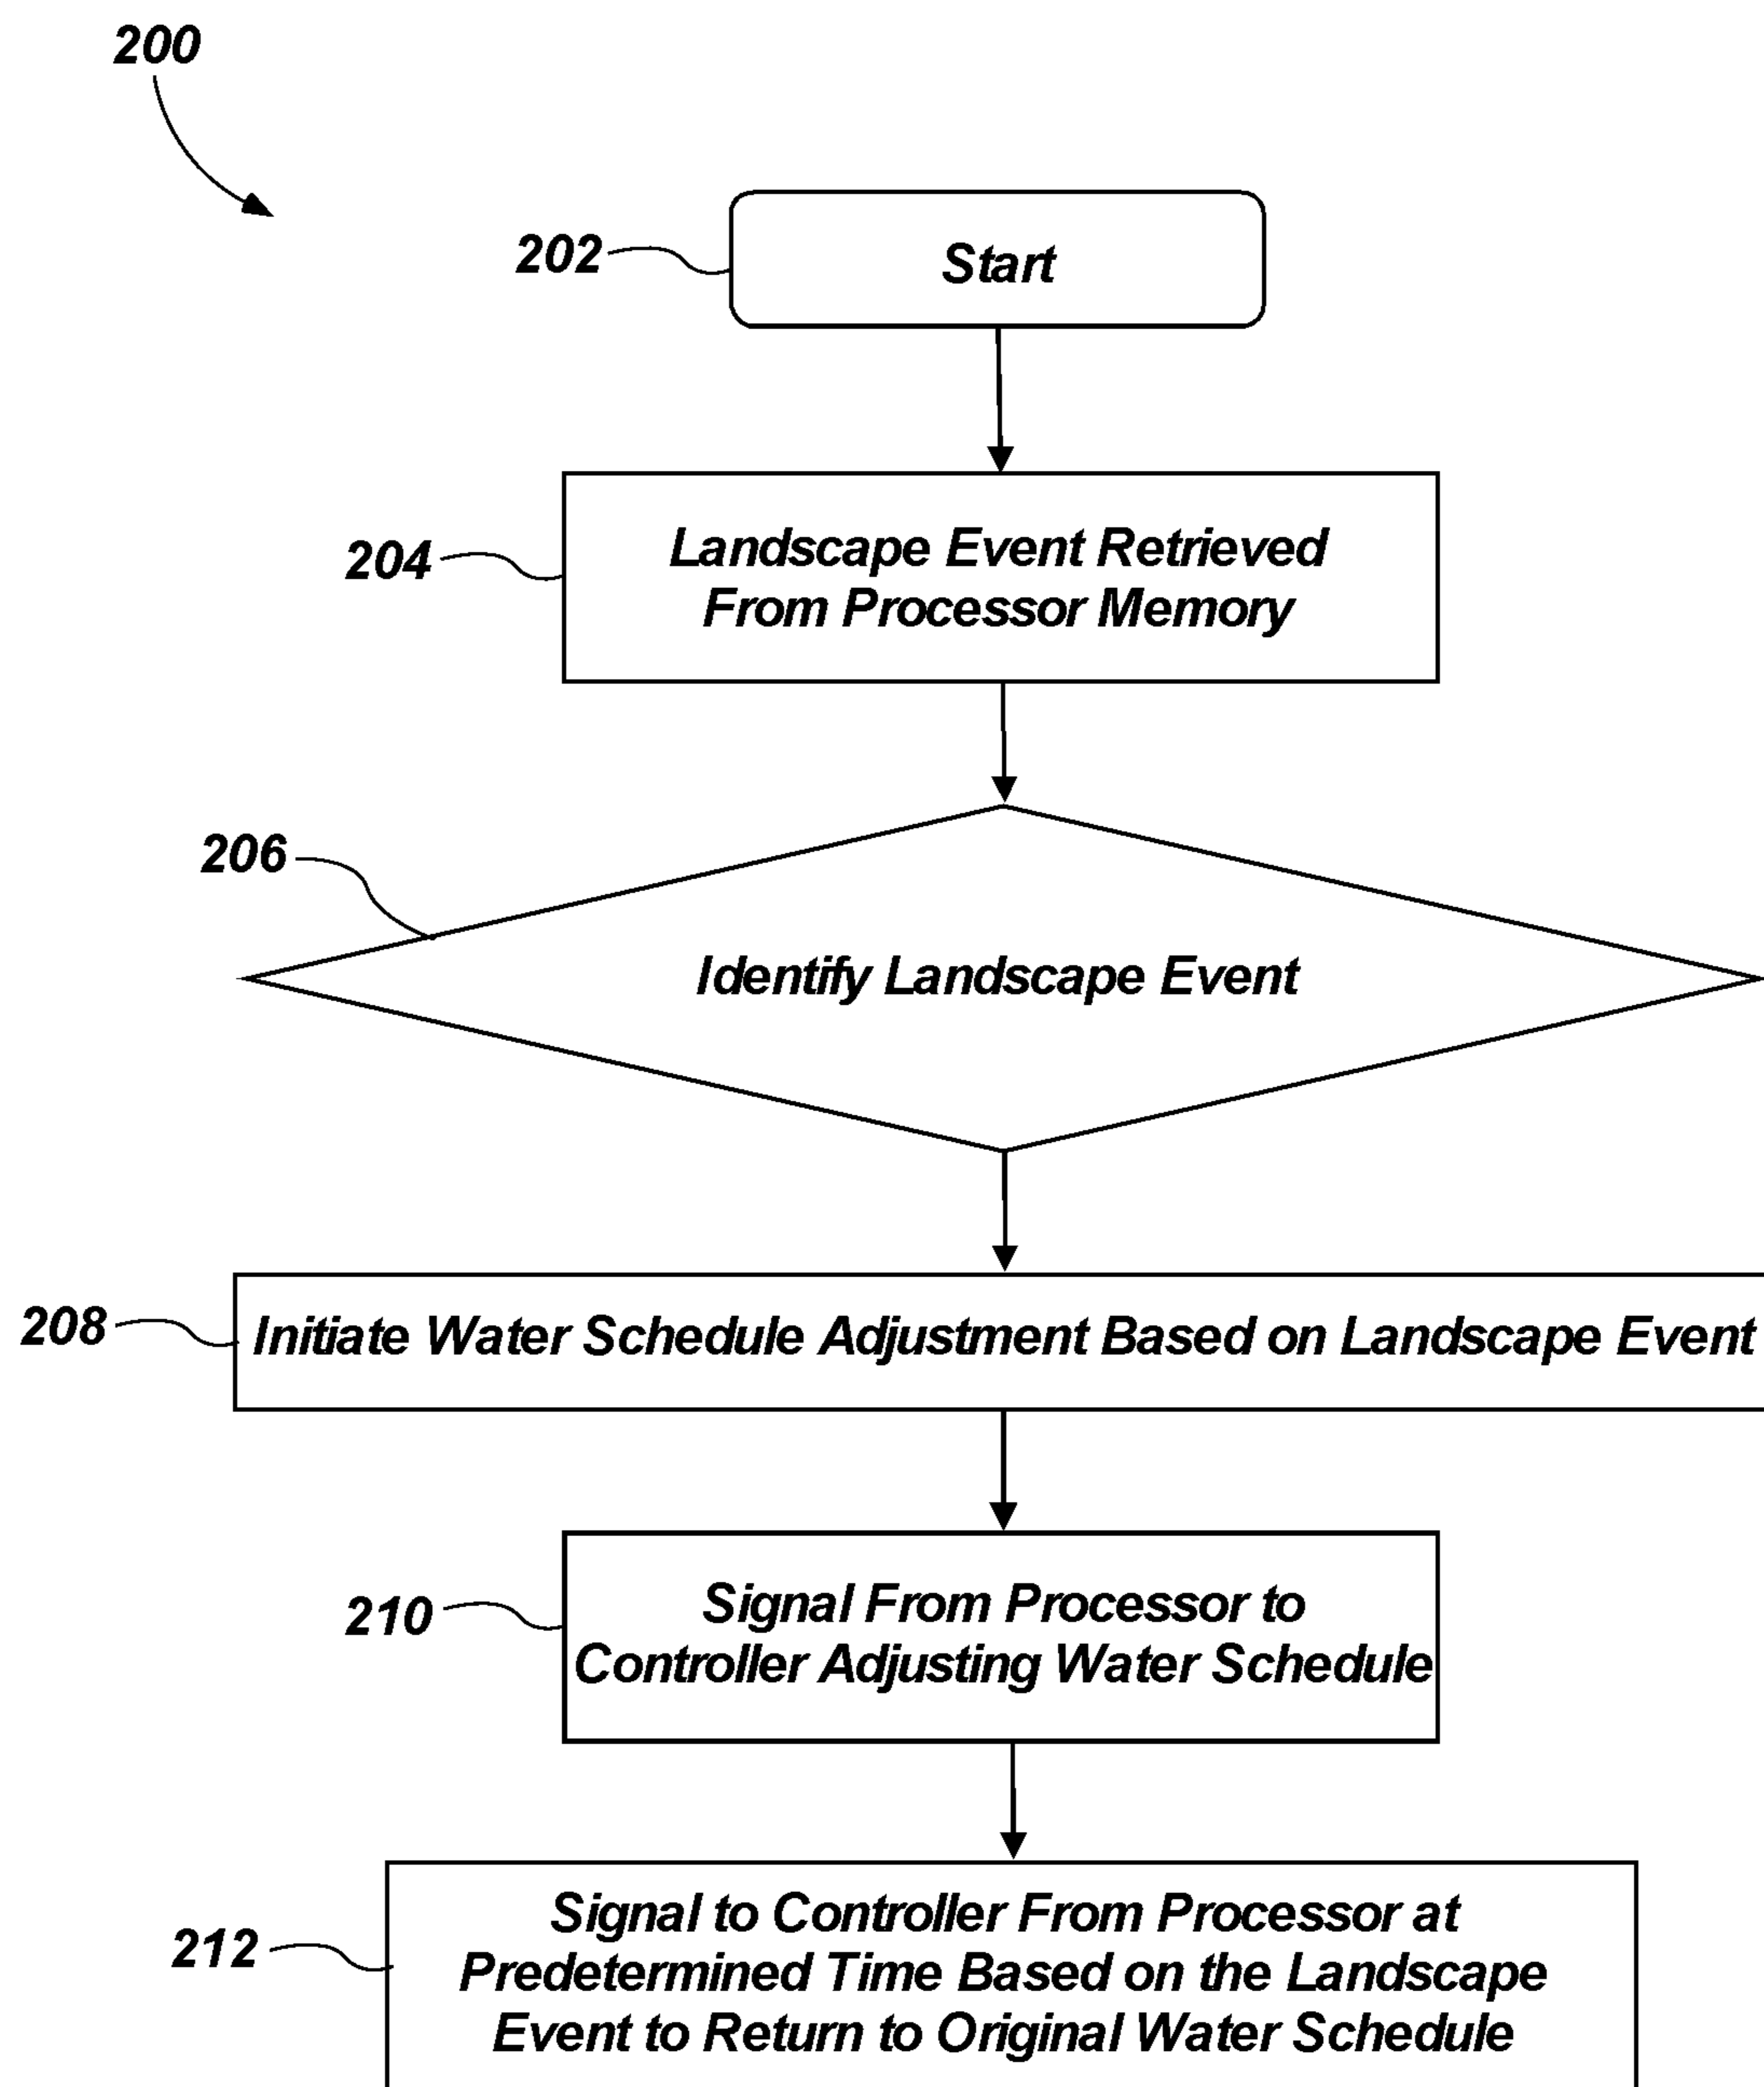 200
202
Start
204
Landscape Event Retrieved
From Processor Memory
206
Identify Landscape Event
208
Initiate Water Schedule Adjustment Based on Landscape Event
210
Signal From Processor to
Controller Adjusting Water Schedule
212
Signal to Controller From Processor at
Predetermined Time Based on the Landscape
Event to Return to Original Water Schedule